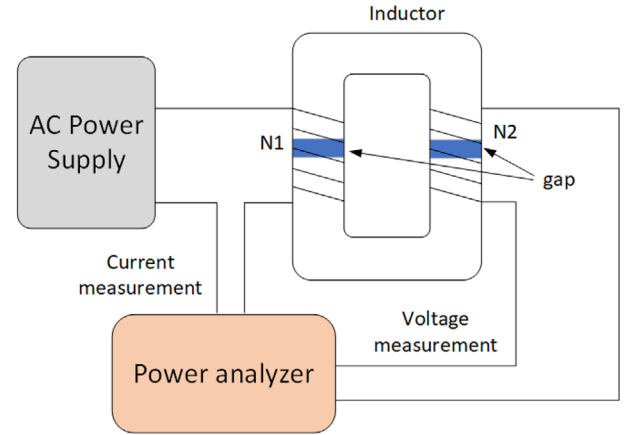 Inductor
AC Power
Supply
N1
N2
gap
Current
measurement
Voltage
measurement
Power analyzer